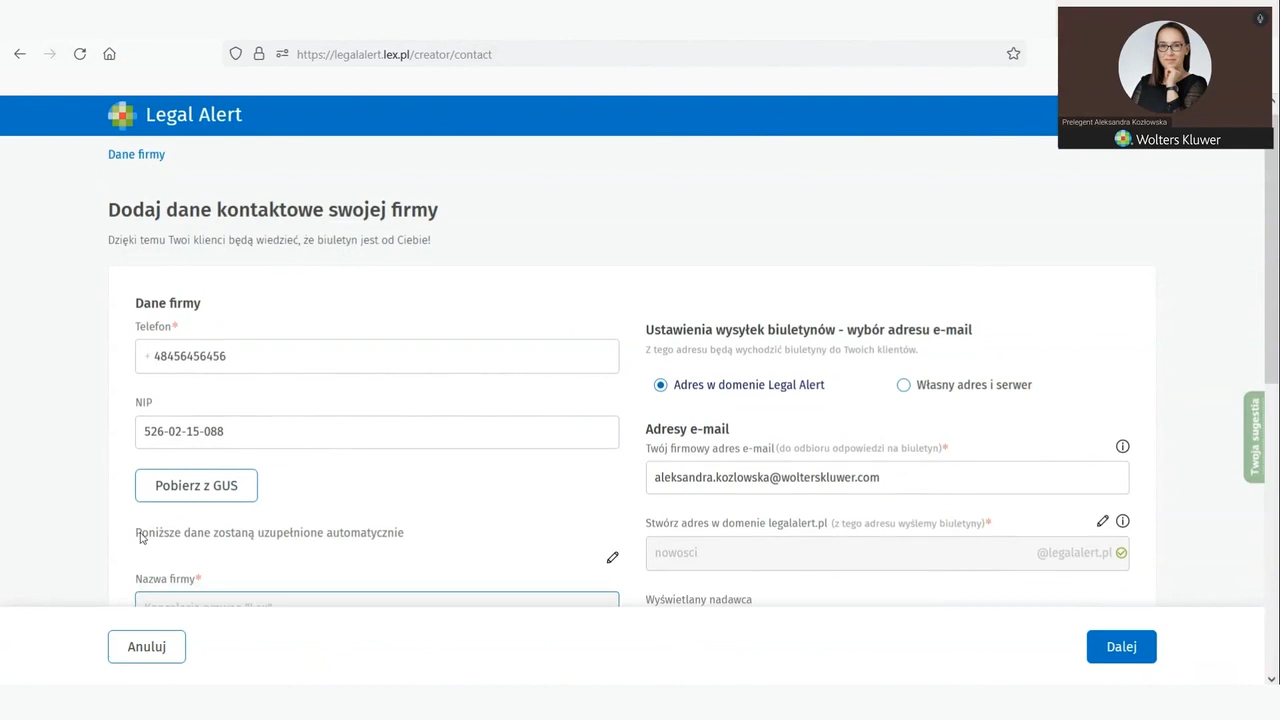 https://legalalert.lex.pl/creator/contact
Prelegent Aleksandra Kozłowska
Wolters Kluwer
Legal Alert
Dane firmy
Dodaj dane kontaktowe swojej firmy
Dzięki temu Twoi klienci będą wiedzieć, że biuletyn jest od Ciebie!
Dane firmy
Telefon*
+ 48456456456
NIP
526-02-15-088
Pobierz z GUS
Poniższe dane zostaną uzupełnione automatycznie
Nazwa firmy*
Kancelaria prawna "Lex"
Ustawienia wysyłek biuletynów - wybór adresu e-mail
Z tego adresu będą wychodzić biuletyny do Twoich klientów.
Adres w domenie Legal Alert
Własny adres i serwer
Adresy e-mail
Twój firmowy adres e-mail (do odbioru odpowiedzi na biuletyn)*
aleksandra.kozlowska@wolterskluwer.com
Stwórz adres w domenie legalalert.pl (z tego adresu wyślemy biuletyny)*
nowosci @legalalert.pl
Wyświetlany nadawca
Twoja sugestia
Anuluj
Dalej